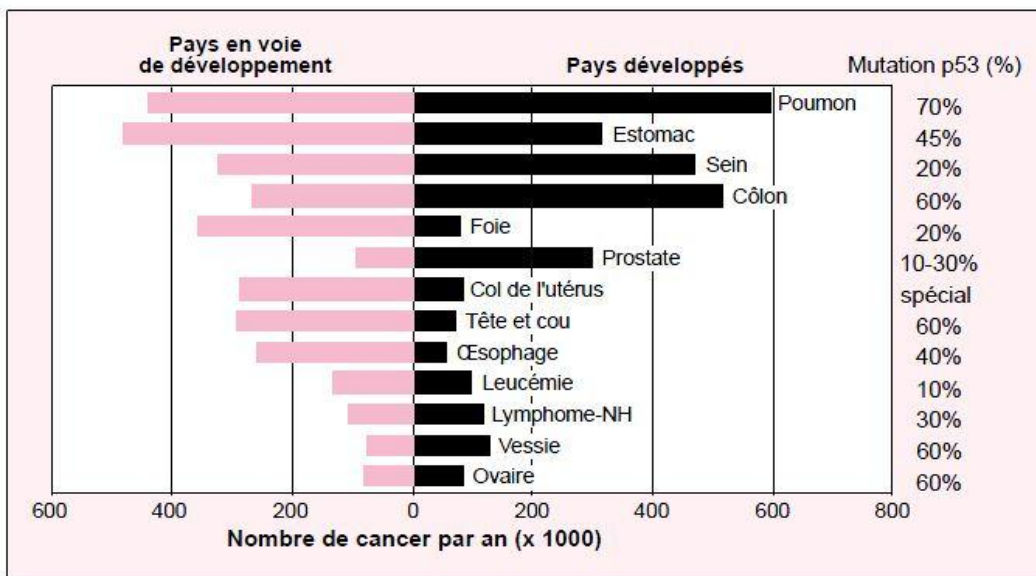 Pays en voie
de développement
Pays développés
Mutation p53 (%)
Poumon
70%
Estomac
45%
Sein
20%
Côlon
60%
Foie
20%
Prostate
10-30%
Col de l'utérus
spécial
Tête et cou
60%
Œsophage
40%
Leucémie
10%
Lymphome-NH
30%
Vessie
60%
Ovaire
60%
600 400 200 0 200 400 600 800
Nombre de cancer par an (x 1000)